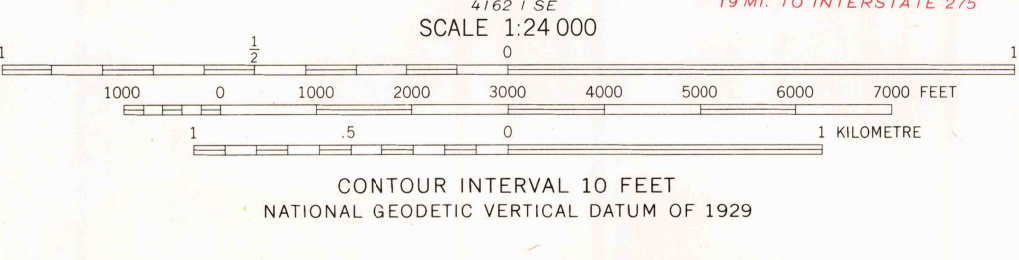 4162 I SE
19 MI. TO INTERSTATE 275
SCALE 1:24 000
1 1/2 0 1
1000 0 1000 2000 3000 4000 5000 6000 7000 FEET
1 .5 0 1 KILOMETRE
CONTOUR INTERVAL 10 FEET
NATIONAL GEODETIC VERTICAL DATUM OF 1929